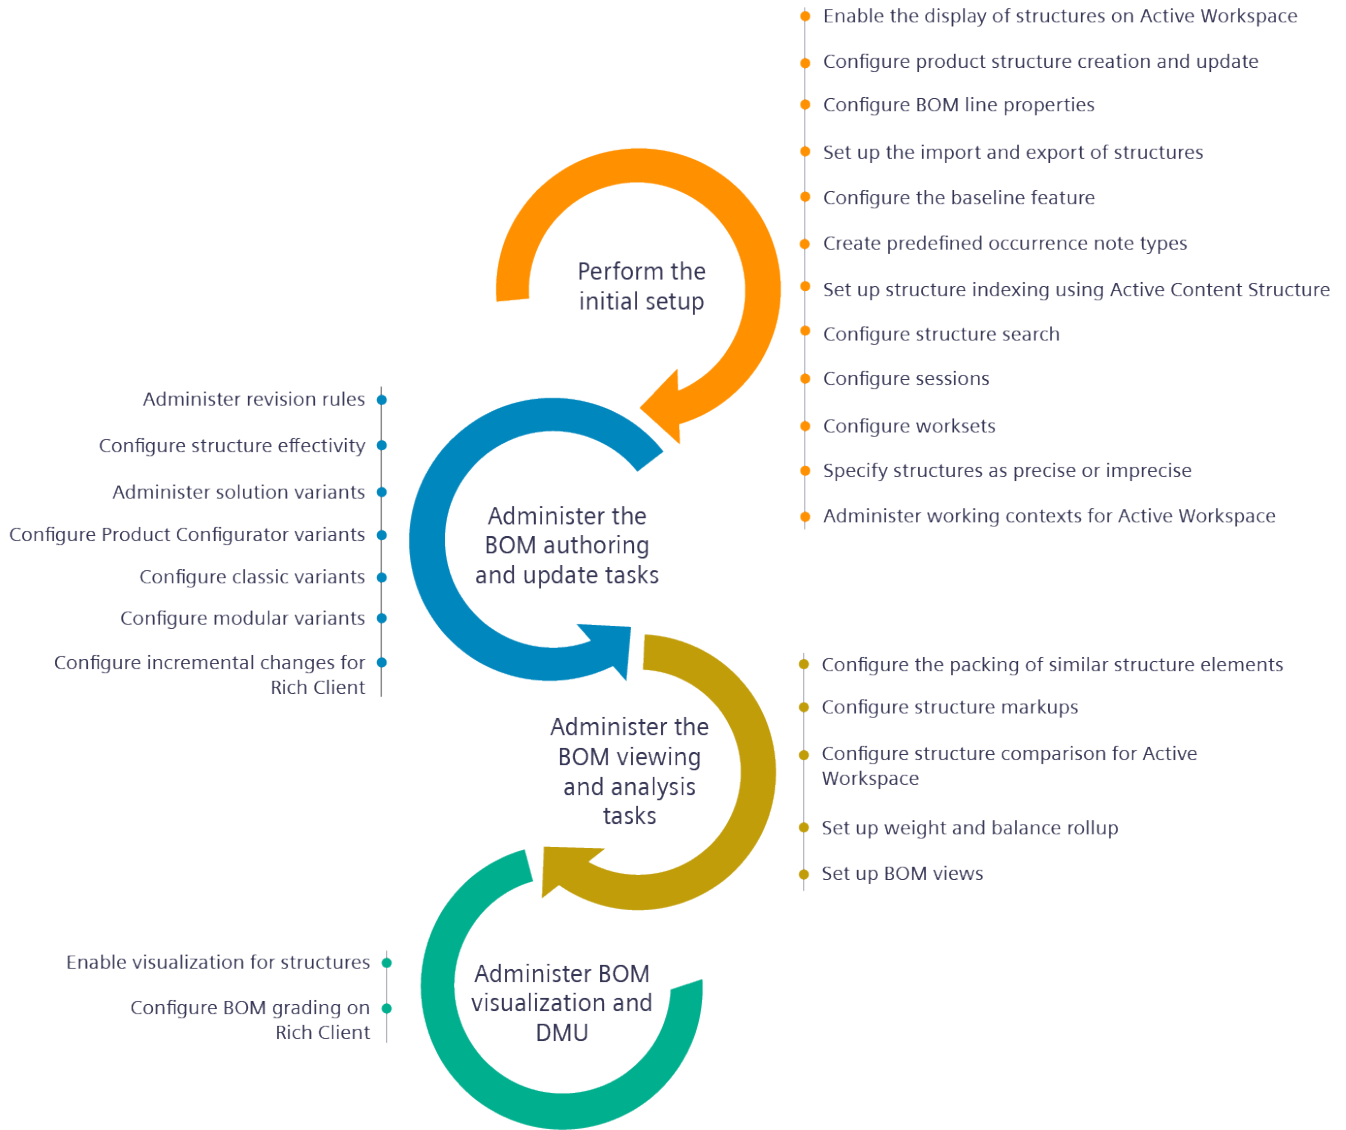 Enable the display of structures on Active Workspace
Configure product structure creation and update
Configure BOM line properties
Set up the import and export of structures
Configure the baseline feature
Create predefined occurrence note types
Set up structure indexing using Active Content Structure
Configure structure search
Configure sessions
Configure worksets
Specify structures as precise or imprecise
Administer working contexts for Active Workspace
Perform the
initial setup
Administer revision rules
Configure structure effectivity
Administer solution variants
Configure Product Configurator variants
Configure classic variants
Configure modular variants
Configure incremental changes for
Rich Client
Administer the
BOM authoring
and update tasks
Administer the
BOM viewing
and analysis
tasks
Configure the packing of similar structure elements
Configure structure markups
Configure structure comparison for Active
Workspace
Set up weight and balance rollup
Set up BOM views
Enable visualization for structures
Configure BOM grading on
Rich Client
Administer BOM
visualization and
DMU